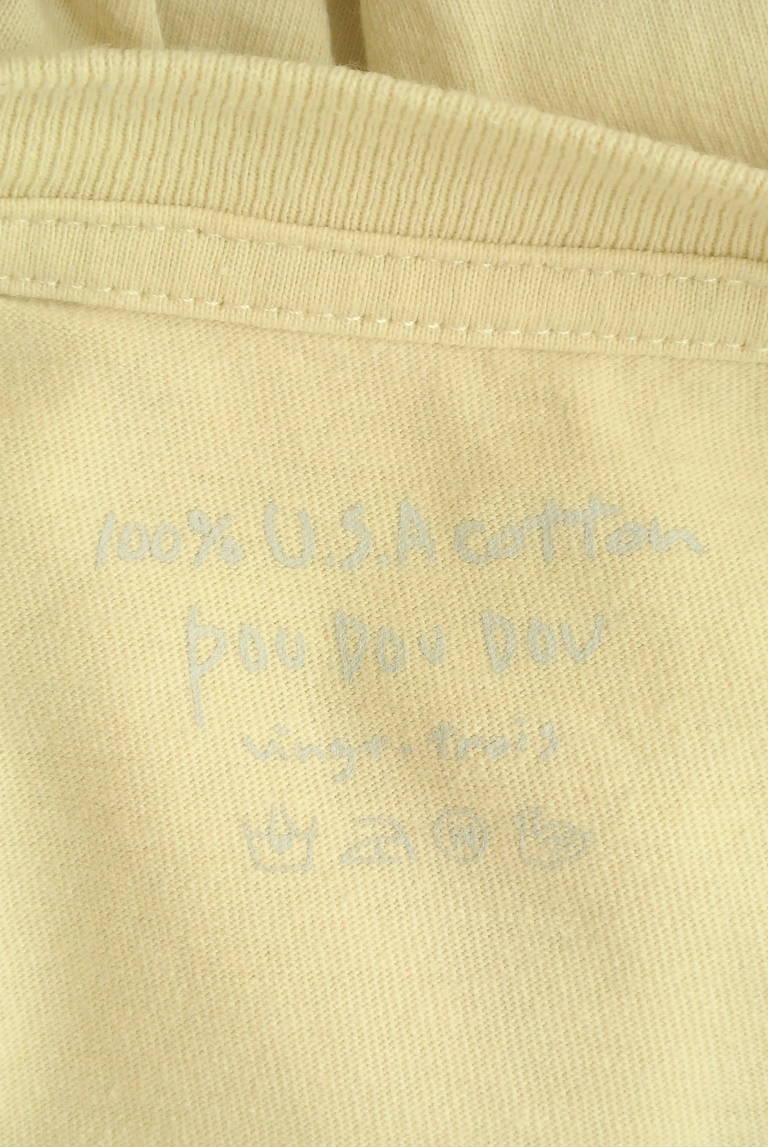 100% U.S.A cotton
pou Dou Dou
vingt. trois